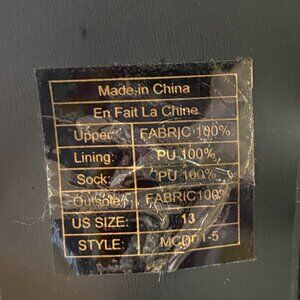 Made in China
En Fait La Chine
Upper: FABRIC 100%
Lining: PU 100%
Sock: PU 100%
Outsole: FABRIC100
US SIZE: 13
STYLE: